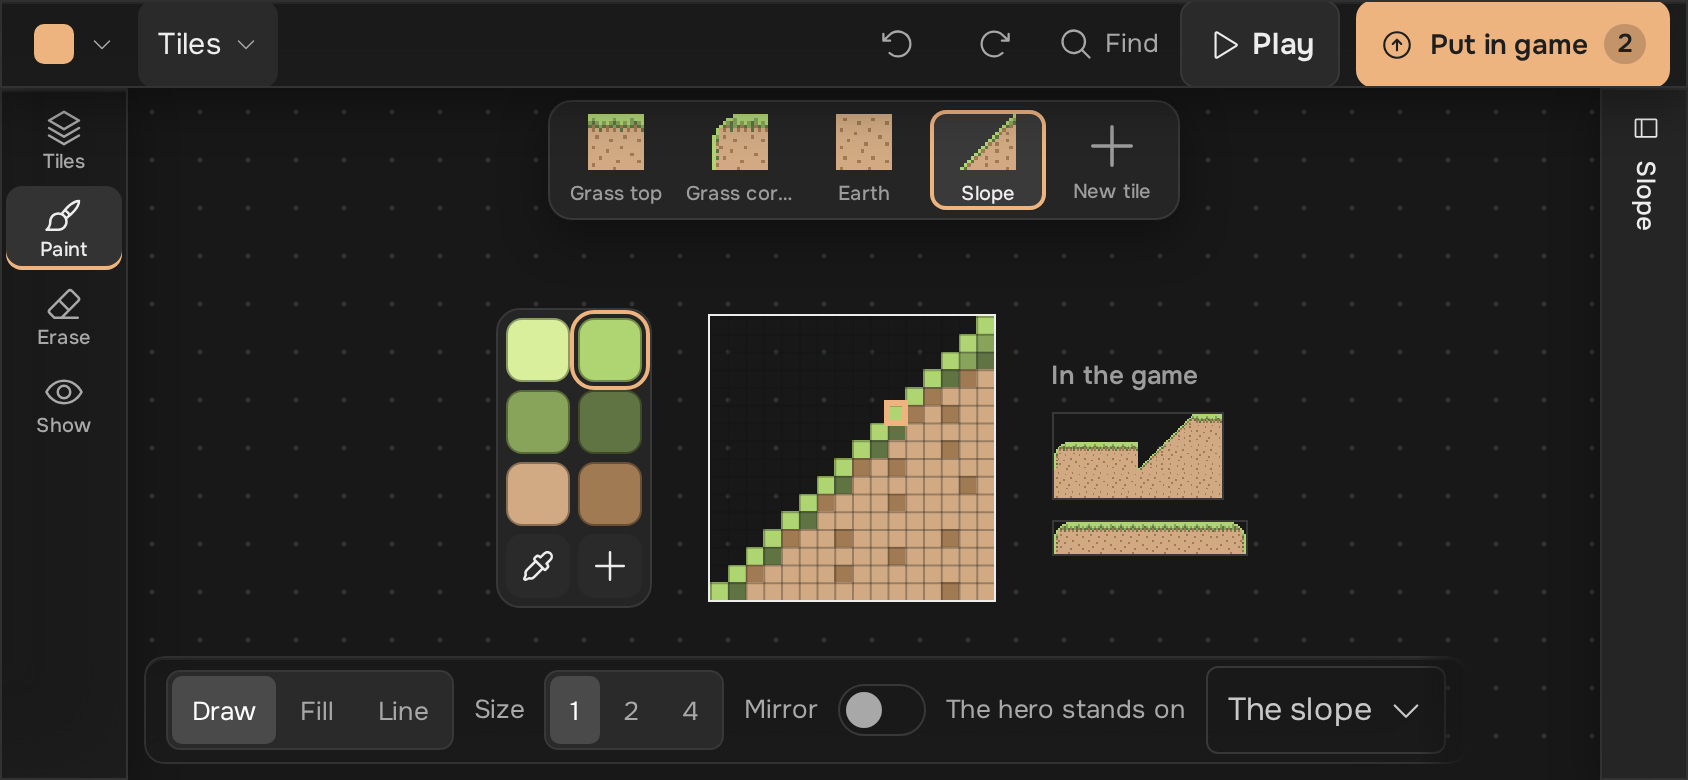 Tiles
Find
Play
Put in game 2
Tiles
Paint
Erase
Show
Grass top
Grass cor...
Earth
Slope
New tile
Slope
In the game
Draw
Fill
Line
Size
1
2
4
Mirror
The hero stands on
The slope